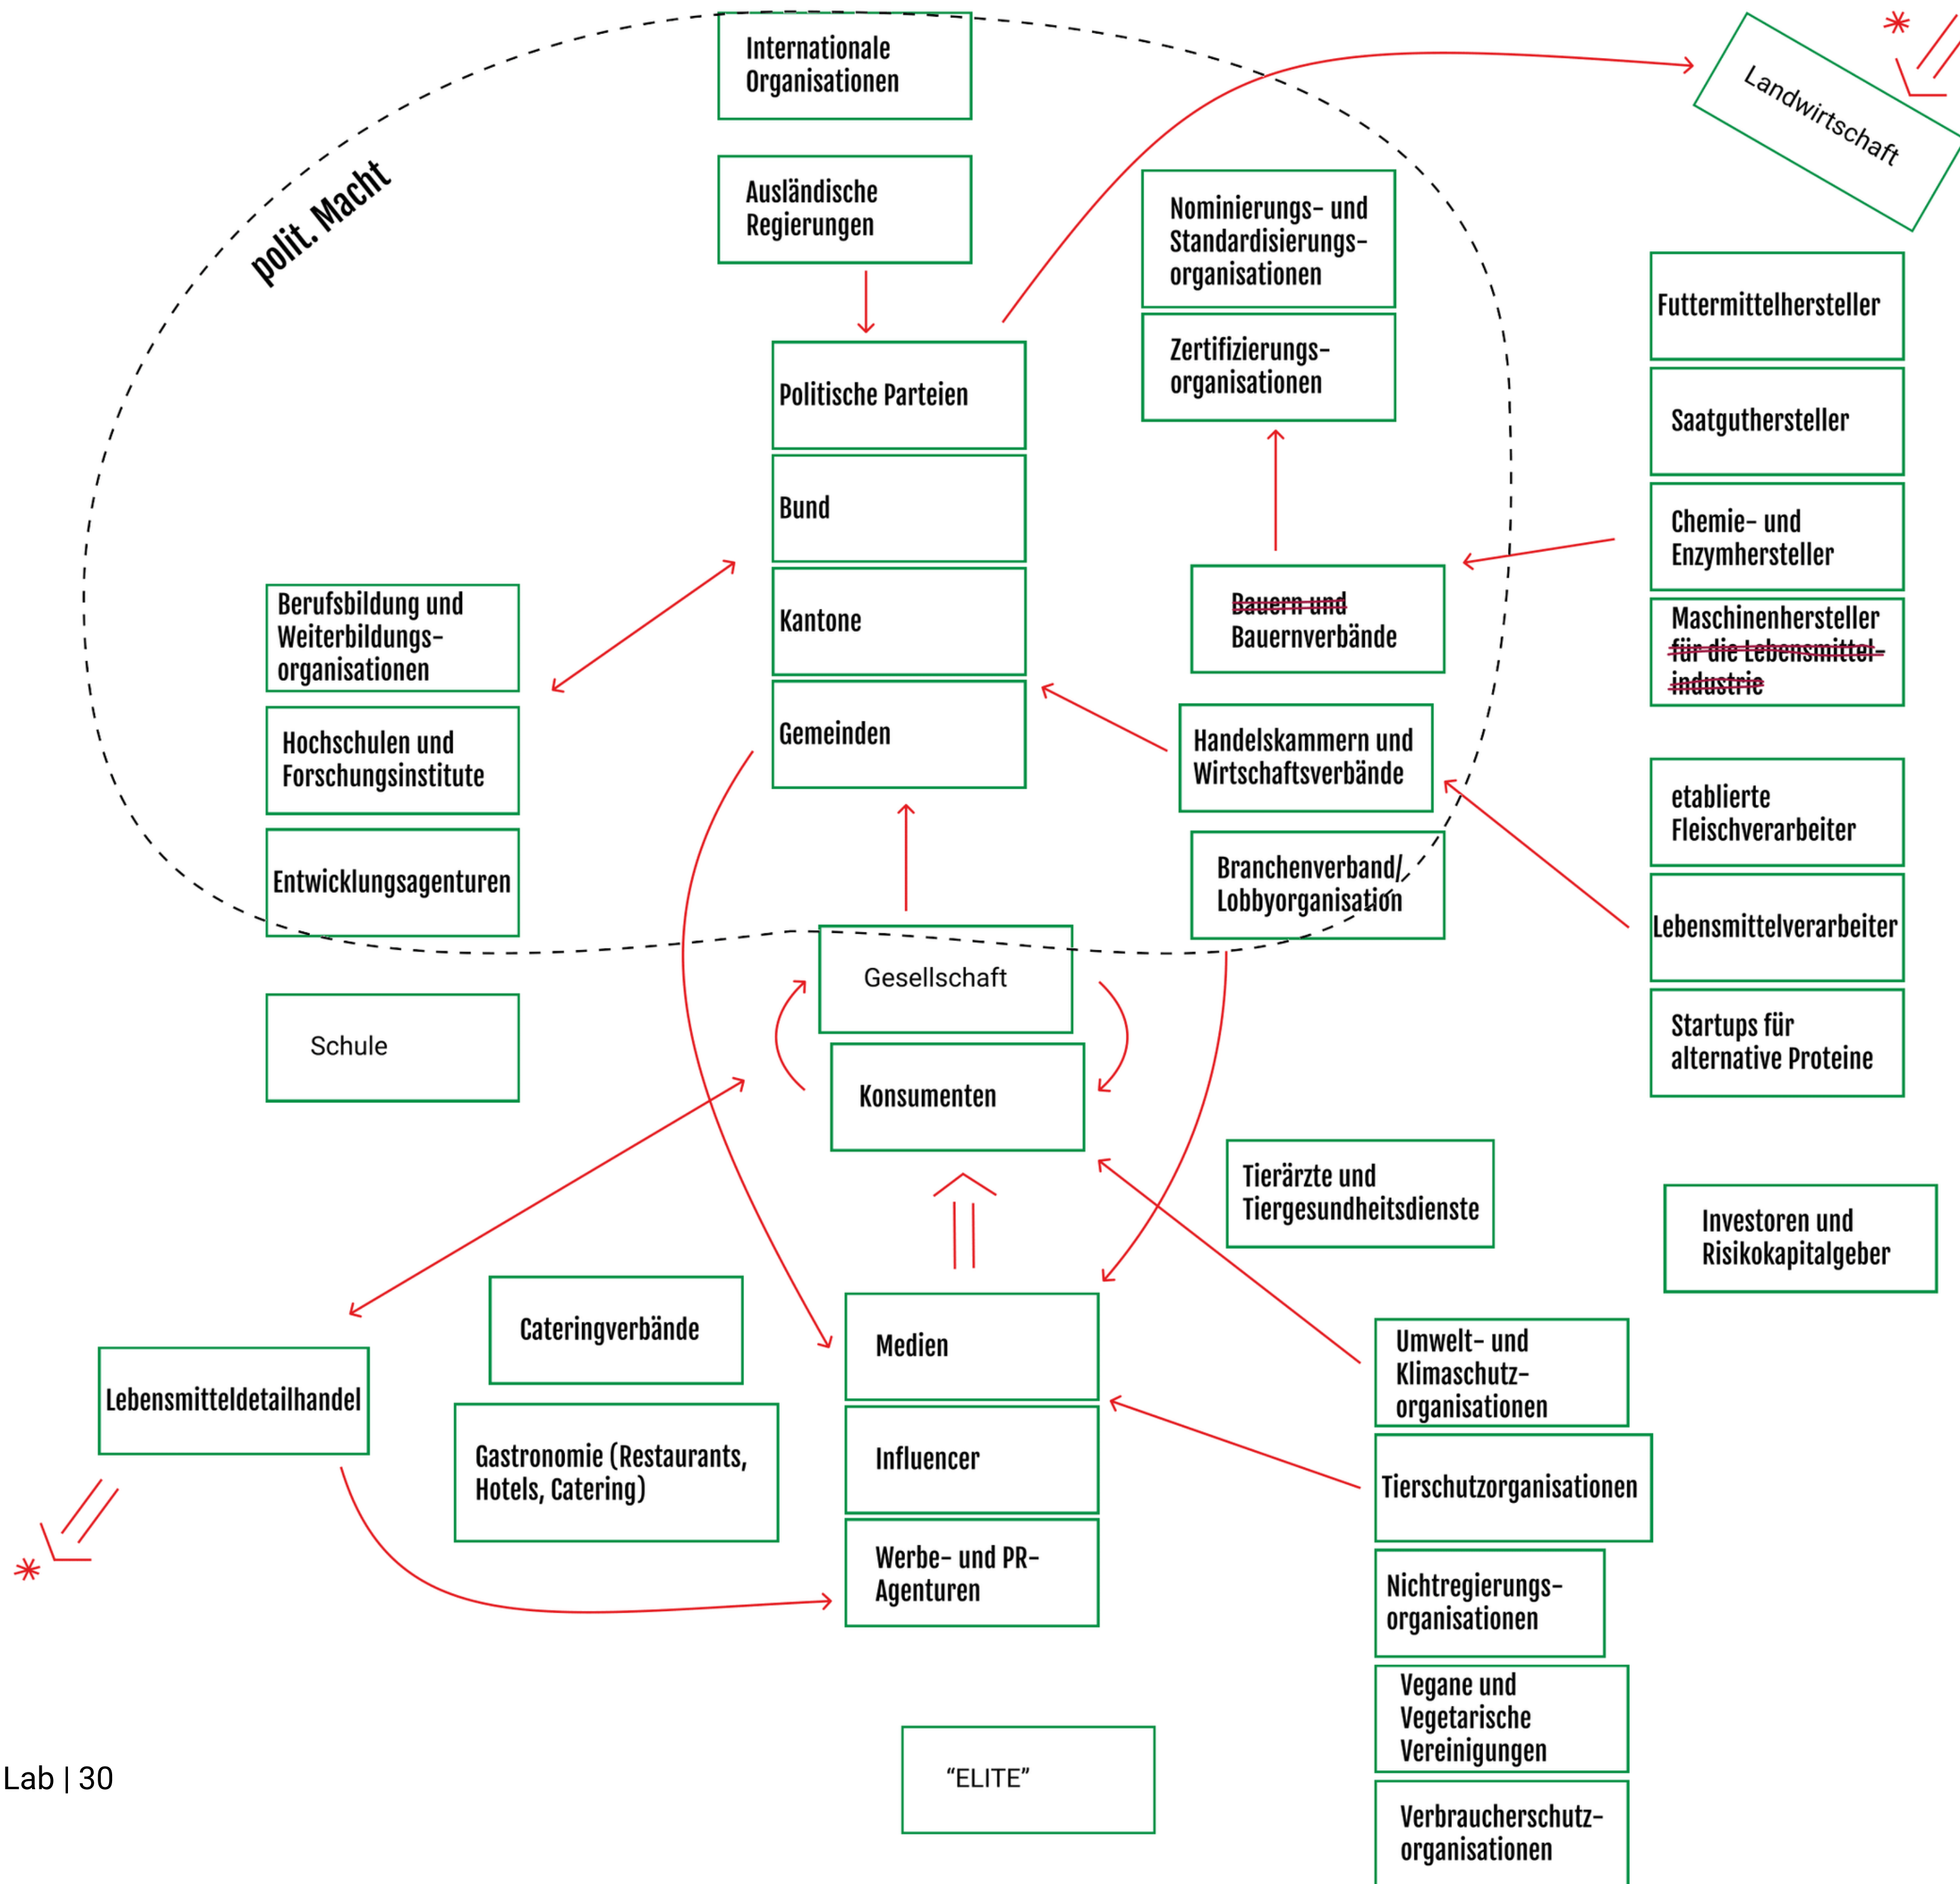 Internationale
Organisationen
Landwirtschaft
polit. Macht
Ausländische
Regierungen
Nominierungs- und
Standardisierungs-
organisationen
Zertifizierungs-
organisationen
Futtermittelhersteller
Saatguthersteller
Chemie- und
Enzymhersteller
Maschinenhersteller
für die Lebensmittel-
industrie
Politische Parteien
Bund
Kantone
Gemeinden
Bauern und
Bauernverbände
Handelskammern und
Wirtschaftsverbände
Branchenverband/
Lobbyorganisation
Berufsbildung und
Weiterbildungs-
organisationen
Hochschulen und
Forschungsinstitute
Entwicklungsagenturen
Schule
etablierte
Fleischverarbeiter
Lebensmittelverarbeiter
Startups für
alternative Proteine
Gesellschaft
Konsumenten
Tierärzte und
Tiergesundheitsdienste
Investoren und
Risikokapitalgeber
Cateringverbände
Lebensmitteldetailhandel
Gastronomie (Restaurants,
Hotels, Catering)
Medien
Influencer
Werbe- und PR-
Agenturen
Umwelt- und
Klimaschutz-
organisationen
Tierschutzorganisationen
Nichtregierungs-
organisationen
Vegane und
Vegetarische
Vereinigungen
Verbraucherschutz-
organisationen
“ELITE”
Lab | 30